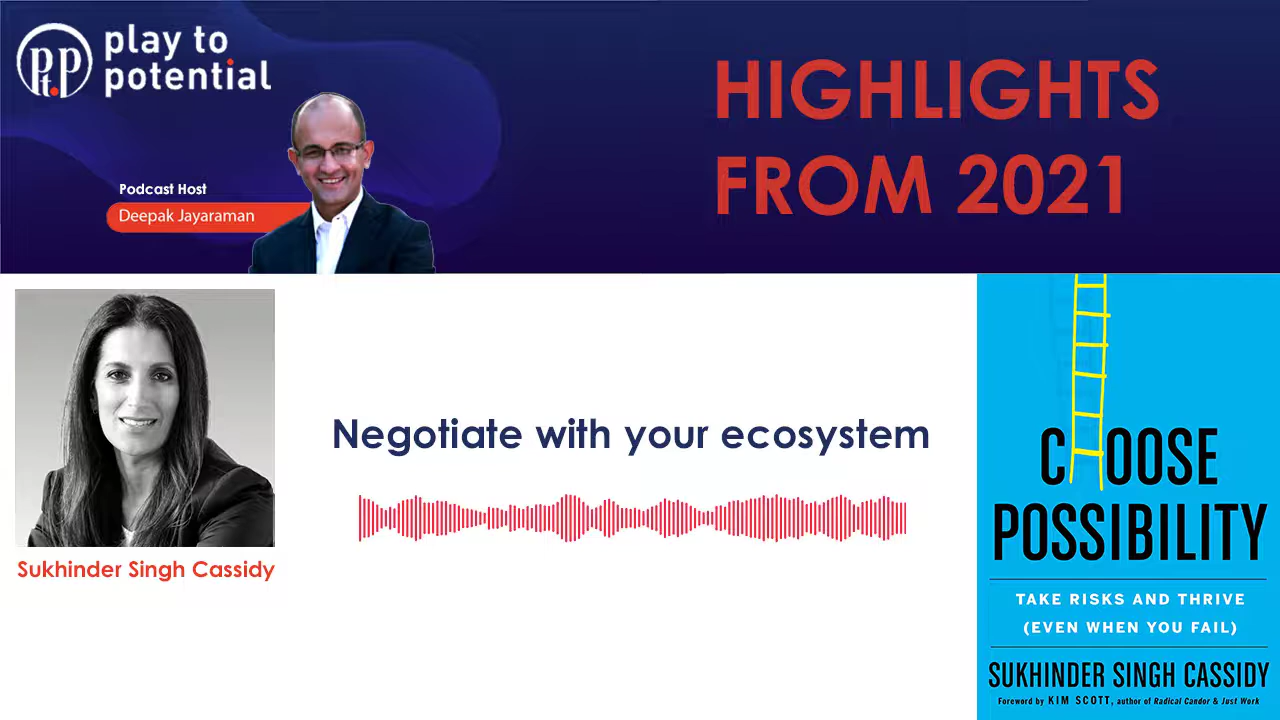 PtP
play to
potential
Podcast Host
Deepak Jayaraman
HIGHLIGHTS
FROM 2021
Sukhinder Singh Cassidy
Negotiate with your ecosystem
CHOOSE
POSSIBILITY
TAKE RISKS AND THRIVE
(EVEN WHEN YOU FAIL)
SUKHINDER SINGH CASSIDY
Foreword by KIM SCOTT, author of Radical Candor & Just Work